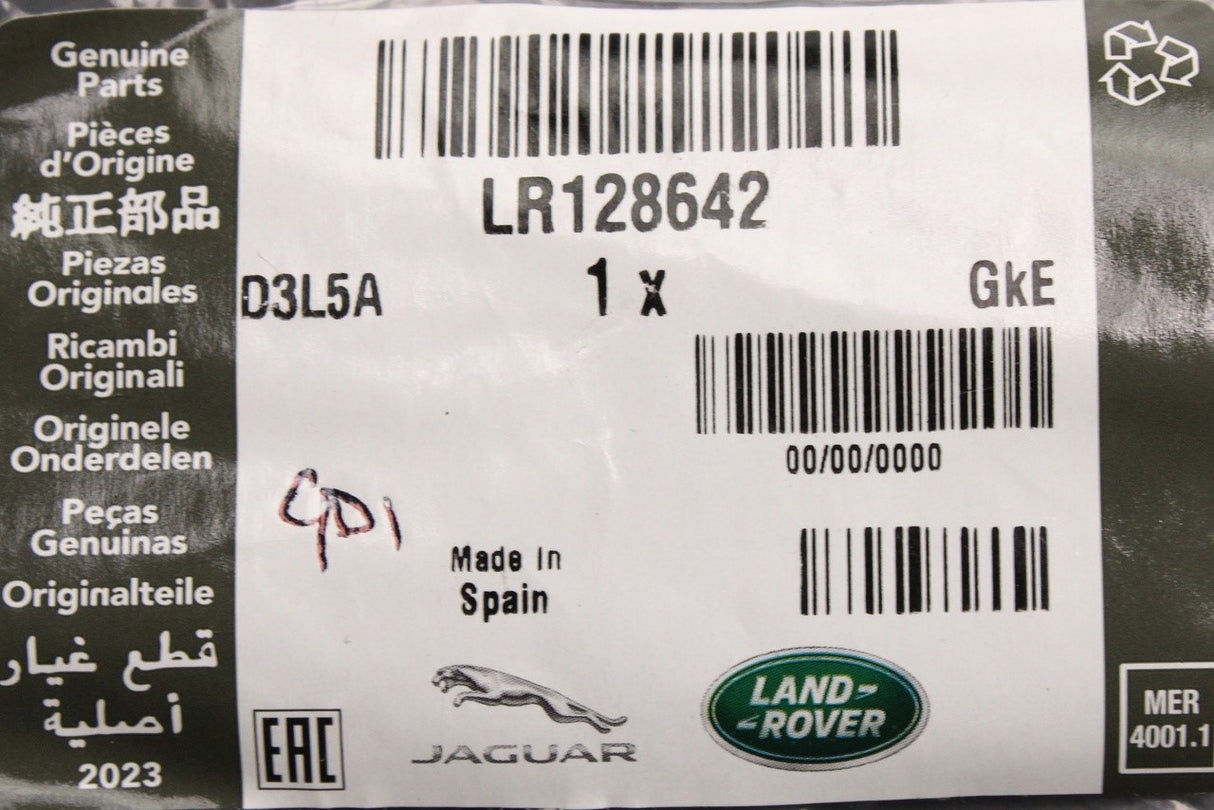 Genuine
Parts
Pièces
d'Origine
純正部品
Piezas
Originales
Ricambi
Originali
Originele
Onderdelen
Peças
Genuinas
Originalteile
قطع غيار
أصلية
2023
LR128642
D3L5A
1 x
GkE
00/00/0000
Made In
Spain
EAC
JAGUAR
LAND-
-ROVER
MER
4001.1